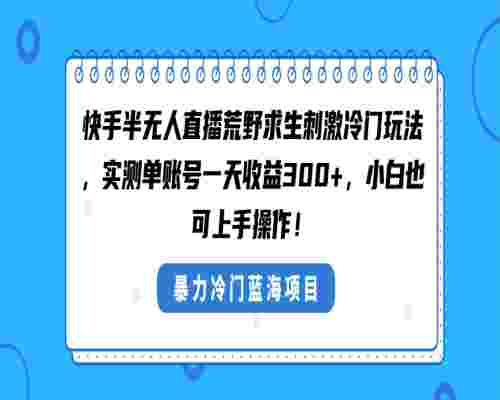 快手半无人直播荒野求生刺激冷门玩法
，实测单账号一天收益300+，小白也
可上手操作！
暴力冷门蓝海项目